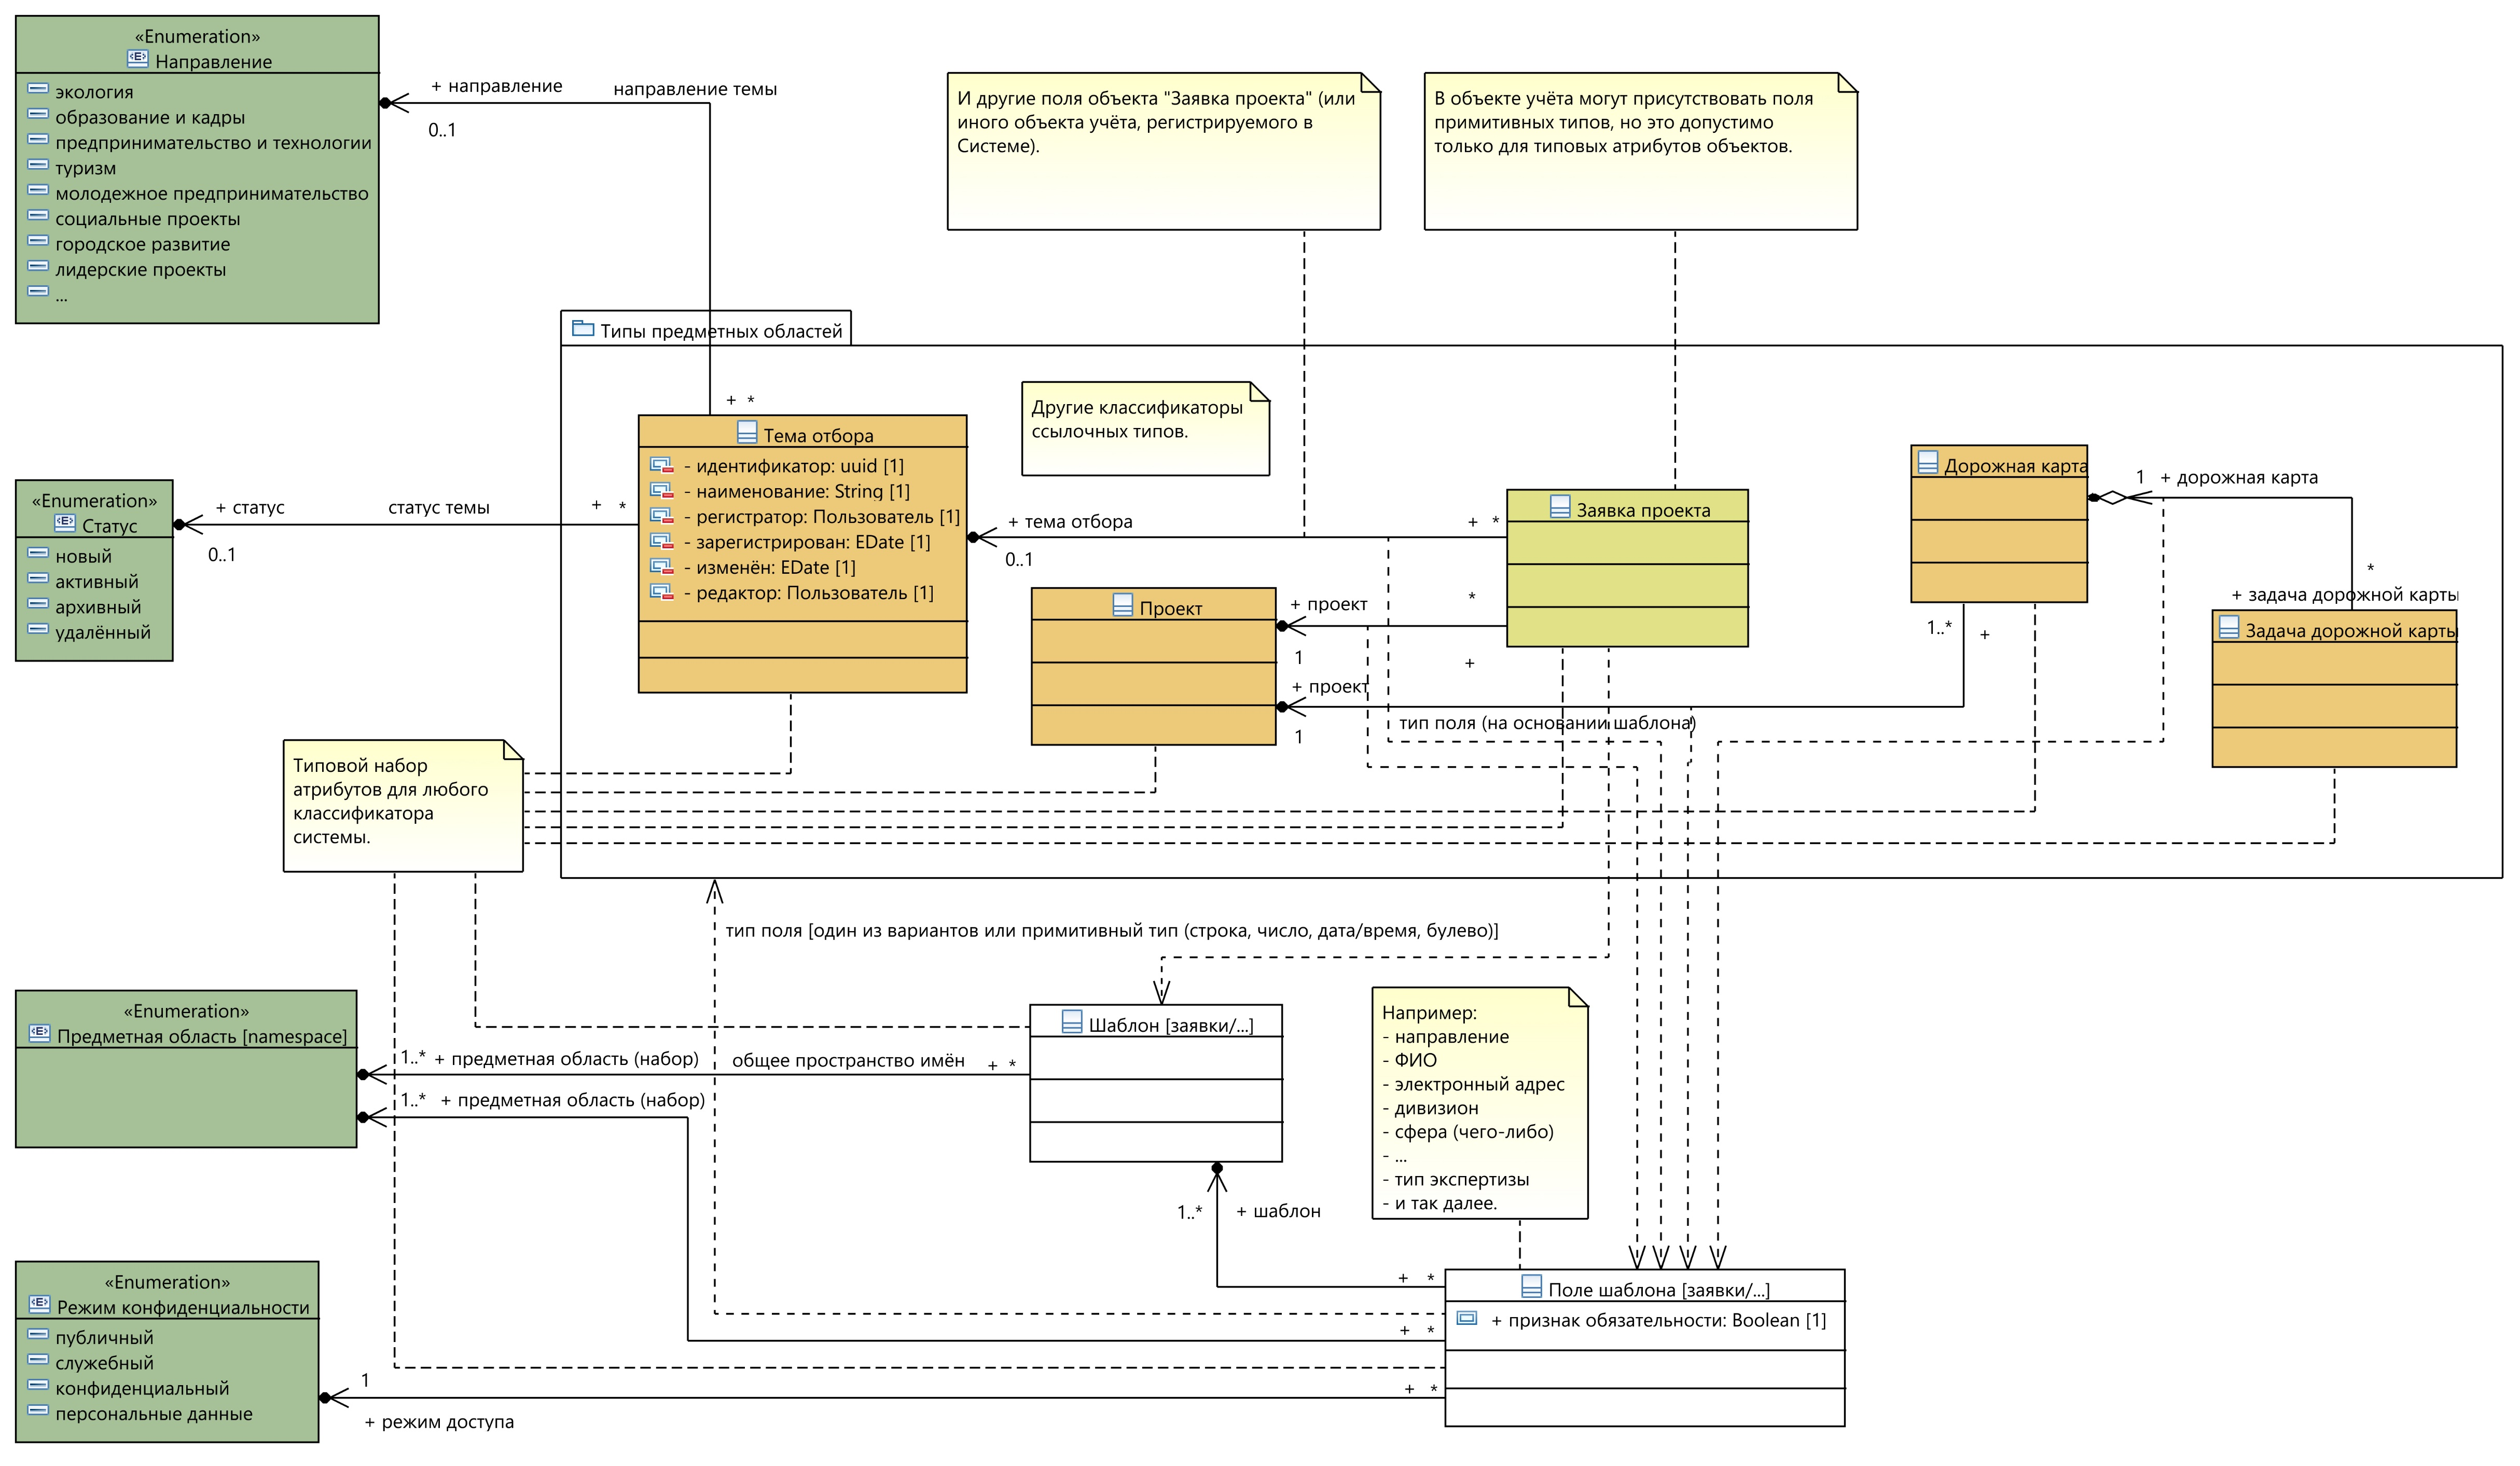 «Enumeration»
Направление
экология
образование и кадры
предпринимательство и технологии
туризм
молодежное предпринимательство
социальные проекты
городское развитие
лидерские проекты
...
+ направление
направление темы
0..1
И другие поля объекта "Заявка проекта" (или
иного объекта учёта, регистрируемого в
Системе).
В объекте учёта могут присутствовать поля
примитивных типов, но это допустимо
только для типовых атрибутов объектов.
Типы предметных областей
+ *
Тема отбора
- идентификатор: uuid [1]
- наименование: String [1]
- регистратор: Пользователь [1]
- зарегистрирован: EDate [1]
- изменён: EDate [1]
- редактор: Пользователь [1]
Другие классификаторы
ссылочных типов.
«Enumeration»
Статус
новый
активный
архивный
удалённый
+ статус
статус темы
+ *
0..1
+ тема отбора
+ *
0..1
Заявка проекта
Дорожная карта
1 + дорожная карта
*
+ задача дорожной карты
Задача дорожной карты
Проект
+ проект
*
1
+
+ проект
1
1..*
+
тип поля (на основании шаблона)
Типовой набор
атрибутов для любого
классификатора
системы.
тип поля [один из вариантов или примитивный тип (строка, число, дата/время, булево)]
«Enumeration»
Предметная область [namespace]
1..* + предметная область (набор)
общее пространство имён
+ *
1..* + предметная область (набор)
Шаблон [заявки/...]
Например:
- направление
- ФИО
- электронный адрес
- дивизион
- сфера (чего-либо)
- ...
- тип экспертизы
- и так далее.
1..* + шаблон
+ *
«Enumeration»
Режим конфиденциальности
публичный
служебный
конфиденциальный
персональные данные
Поле шаблона [заявки/...]
+ признак обязательности: Boolean [1]
+ *
1
+ *
+ режим доступа